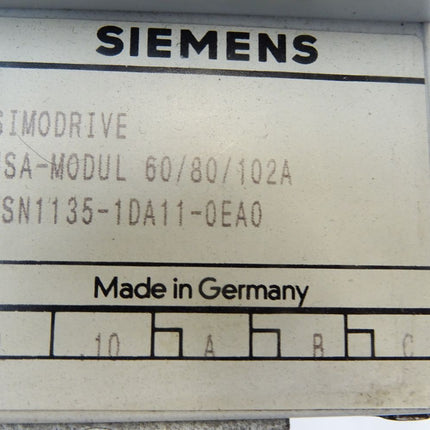 SIEMENS
SIMODRIVE
SA-MODUL 60/80/102A
SN1135-1DA11-0EA0
Made in Germany
10 A B C